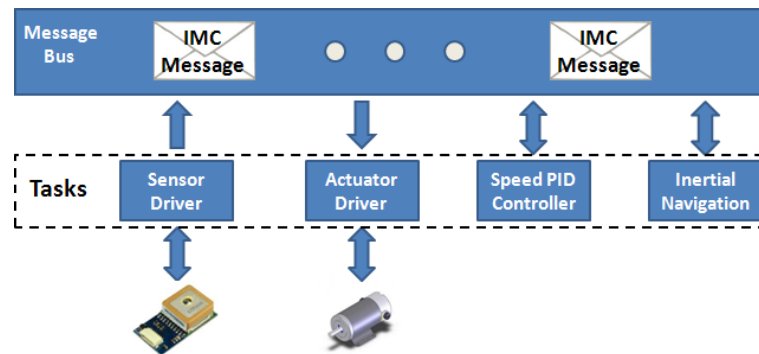 Message
Bus
IMC
Message
IMC
Message
Tasks
Sensor
Driver
Actuator
Driver
Speed PID
Controller
Inertial
Navigation